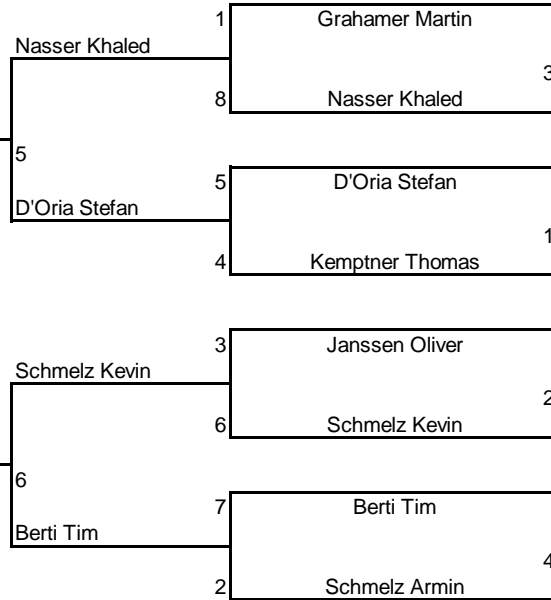 1 Grahamer Martin
Nasser Khaled
3
8 Nasser Khaled
5
5 D'Oria Stefan
D'Oria Stefan
1
4 Kemptner Thomas
3 Janssen Oliver
Schmelz Kevin
2
6 Schmelz Kevin
6
7 Berti Tim
Berti Tim
4
2 Schmelz Armin